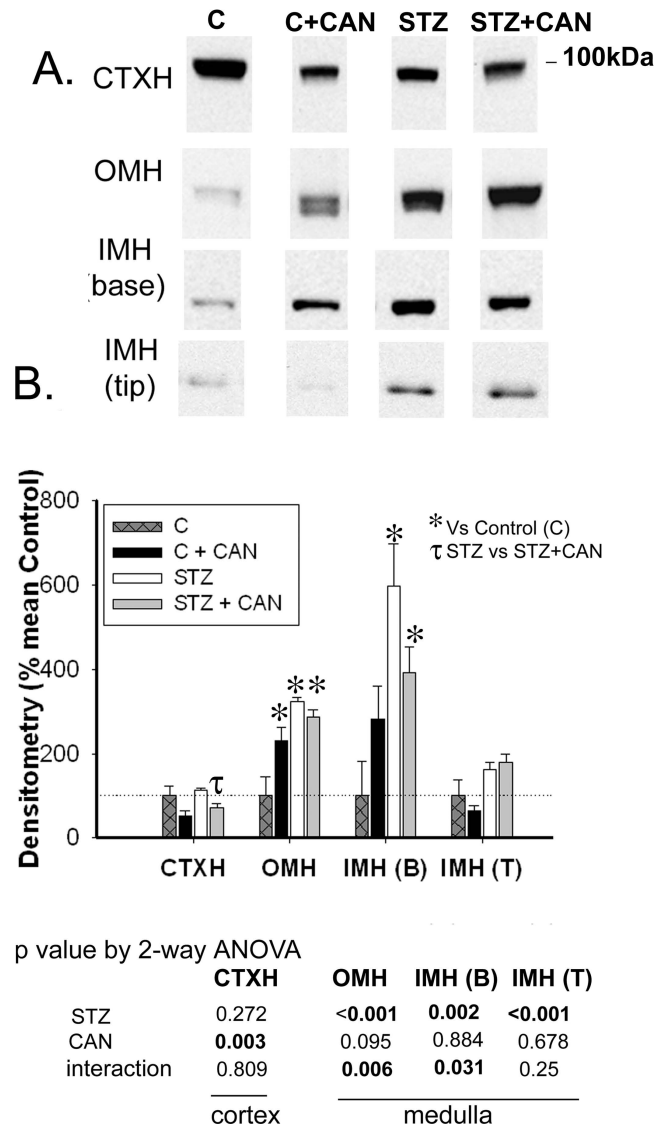 C C+CAN STZ STZ+CAN
A. CTXH – 100kDa
OMH
IMH
(base)
IMH
(tip)
B.
Densitometry (% mean Control)
800
600
400
200
0
C
C + CAN
STZ
STZ + CAN
* Vs Control (C)
τ STZ vs STZ+CAN
* * *
* *
τ
CTXH OMH IMH (B) IMH (T)
p value by 2-way ANOVA
CTXH OMH IMH (B) IMH (T)
STZ 0.272 <0.001 0.002 <0.001
CAN 0.003 0.095 0.884 0.678
interaction 0.809 0.006 0.031 0.25
cortex medulla